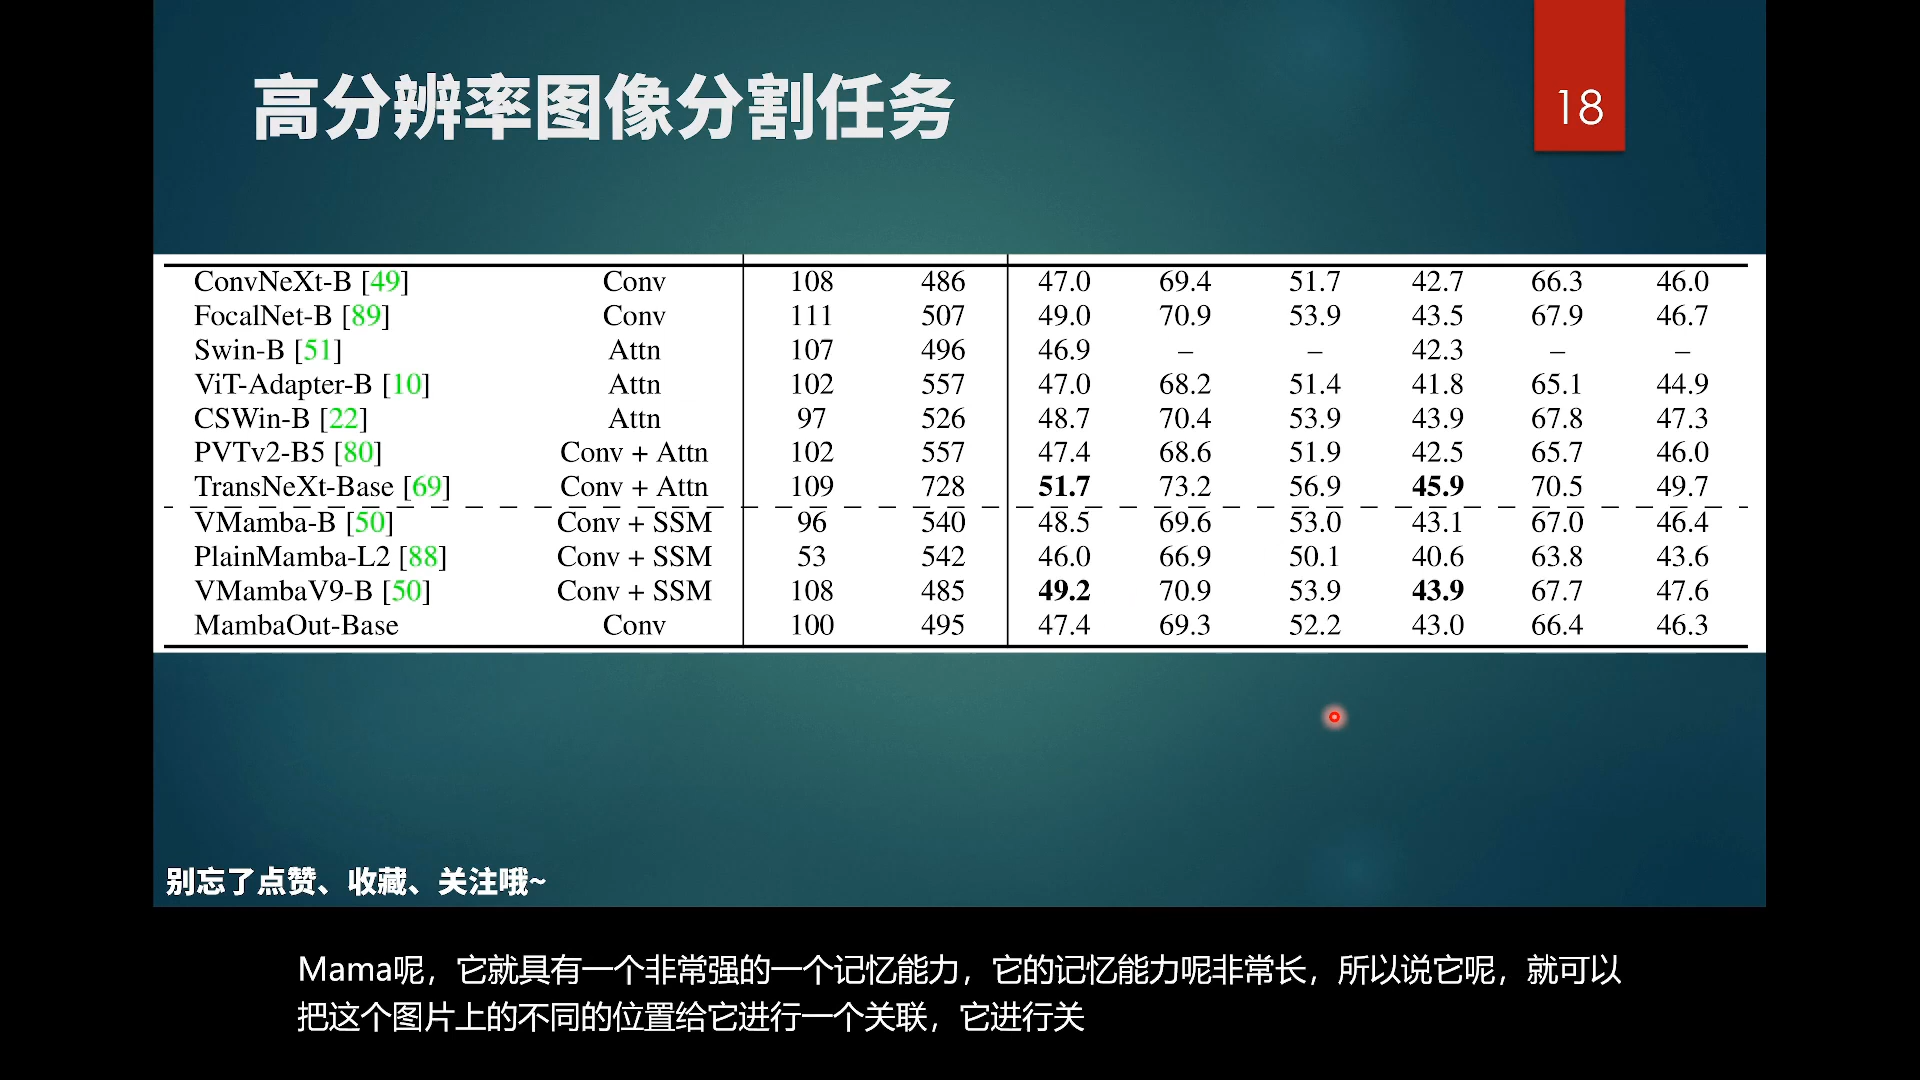 高分辨率图像分割任务
18
ConvNeXt-B [49] Conv 108 486 47.0 69.4 51.7 42.7 66.3 46.0
FocalNet-B [89] Conv 111 507 49.0 70.9 53.9 43.5 67.9 46.7
Swin-B [51] Attn 107 496 46.9 – – 42.3 – –
ViT-Adapter-B [10] Attn 102 557 47.0 68.2 51.4 41.8 65.1 44.9
CSWin-B [22] Attn 97 526 48.7 70.4 53.9 43.9 67.8 47.3
PVTv2-B5 [80] Conv + Attn 102 557 47.4 68.6 51.9 42.5 65.7 46.0
TransNeXt-Base [69] Conv + Attn 109 728 51.7 73.2 56.9 45.9 70.5 49.7
VMamba-B [50] Conv + SSM 96 540 48.5 69.6 53.0 43.1 67.0 46.4
PlainMamba-L2 [88] Conv + SSM 53 542 46.0 66.9 50.1 40.6 63.8 43.6
VMambaV9-B [50] Conv + SSM 108 485 49.2 70.9 53.9 43.9 67.7 47.6
MambaOut-Base Conv 100 495 47.4 69.3 52.2 43.0 66.4 46.3
别忘了点赞、收藏、关注哦~
Mama呢，它就具有一个非常强的一个记忆能力，它的记忆能力呢非常长，所以说它呢，就可以
把这个图片上的不同的位置给它进行一个关联，它进行关